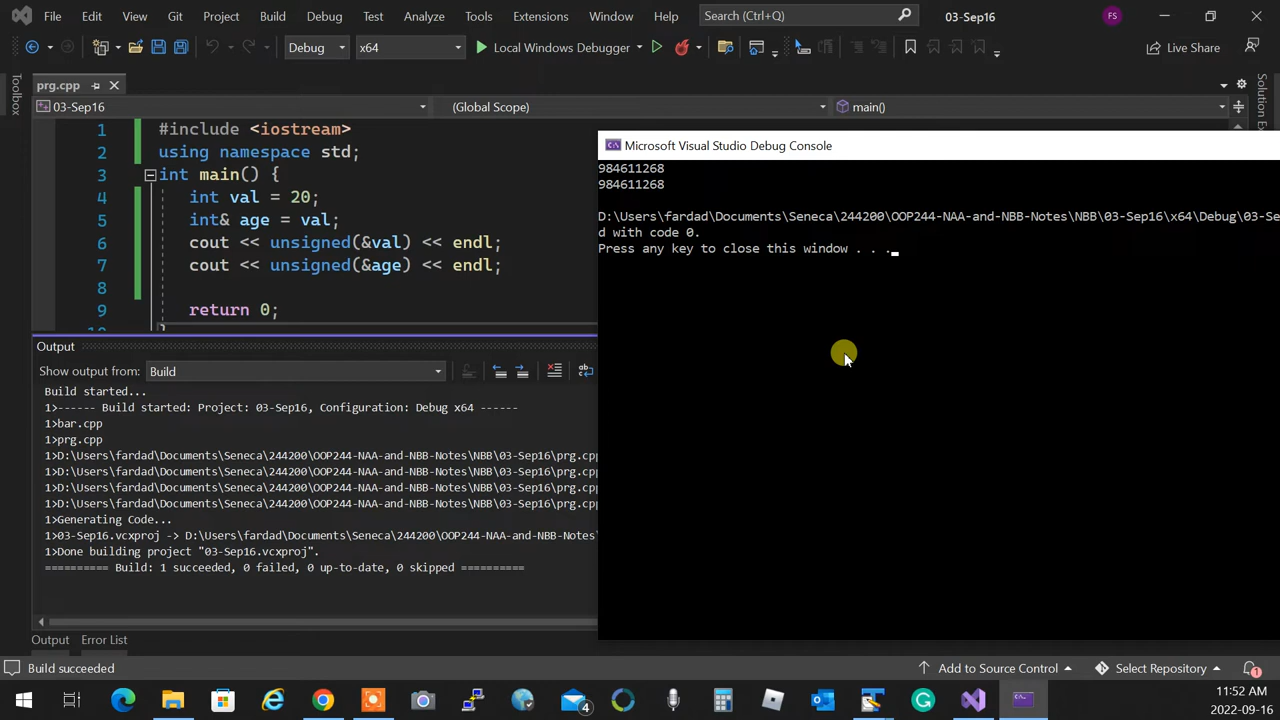 File Edit View Git Project Build Debug Test Analyze Tools Extensions Window Help Search (Ctrl+Q) 03-Sep16 FS
Debug x64 Local Windows Debugger Live Share
prg.cpp
Toolbox
03-Sep16 (Global Scope) main()
1 #include <iostream>
2 using namespace std;
3 int main() {
4 int val = 20;
5 int& age = val;
6 cout << unsigned(&val) << endl;
7 cout << unsigned(&age) << endl;
8
9 return 0;
10 }
Microsoft Visual Studio Debug Console
984611268
984611268
D:\Users\fardad\Documents\Seneca\244200\OOP244-NAA-and-NBB-Notes\NBB\03-Sep16\x64\Debug\03-Se
d with code 0.
Press any key to close this window . . .
Output
Show output from: Build
Build started...
1>------ Build started: Project: 03-Sep16, Configuration: Debug x64 ------
1>bar.cpp
1>prg.cpp
1>D:\Users\fardad\Documents\Seneca\244200\OOP244-NAA-and-NBB-Notes\NBB\03-Sep16\prg.cpp
1>D:\Users\fardad\Documents\Seneca\244200\OOP244-NAA-and-NBB-Notes\NBB\03-Sep16\prg.cpp
1>D:\Users\fardad\Documents\Seneca\244200\OOP244-NAA-and-NBB-Notes\NBB\03-Sep16\prg.cpp
1>D:\Users\fardad\Documents\Seneca\244200\OOP244-NAA-and-NBB-Notes\NBB\03-Sep16\prg.cpp
1>Generating Code...
1>03-Sep16.vcxproj -> D:\Users\fardad\Documents\Seneca\244200\OOP244-NAA-and-NBB-Notes\
1>Done building project "03-Sep16.vcxproj".
========== Build: 1 succeeded, 0 failed, 0 up-to-date, 0 skipped ==========
Output Error List
Build succeeded Add to Source Control Select Repository 1
4
11:52 AM
2022-09-16